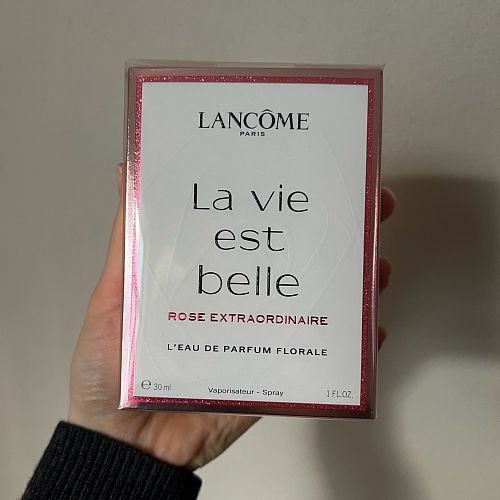 LANCÔME
PARIS
La vie
est
belle
ROSE EXTRAORDINAIRE
L'EAU DE PARFUM FLORALE
℮ 30 ml
Vaporisateur - Spray
1 FL.OZ.